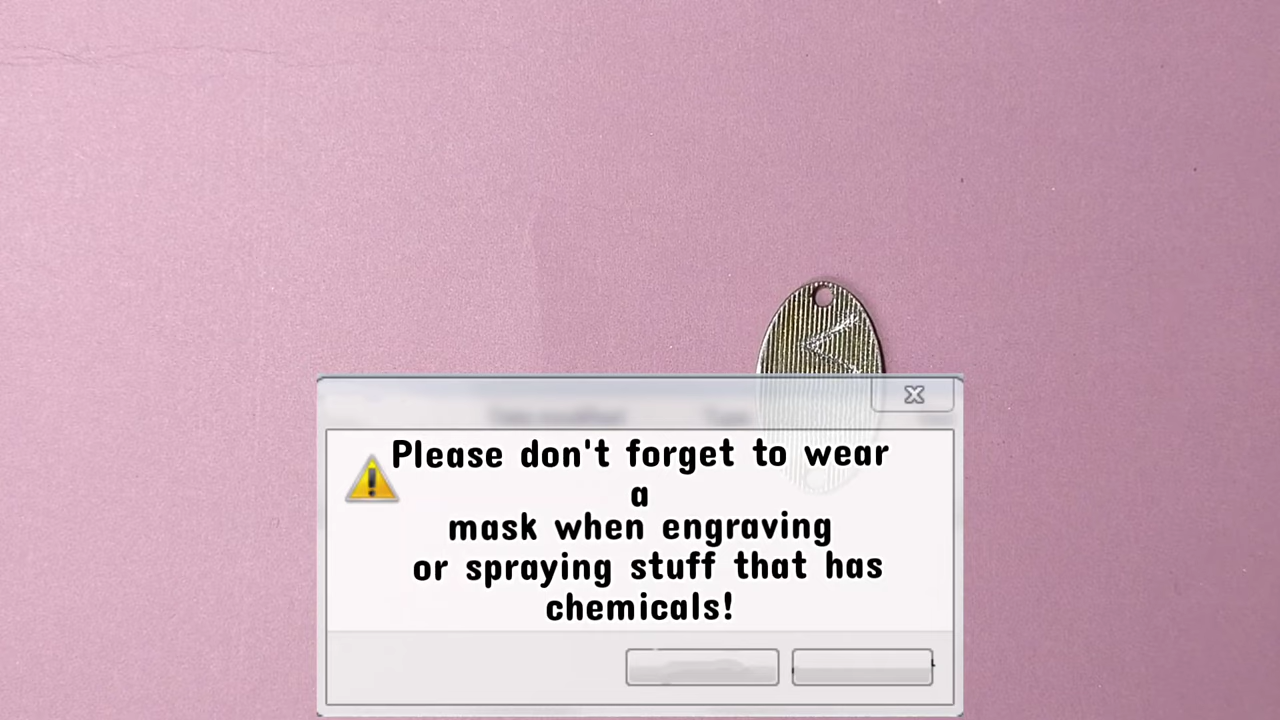 Please don't forget to wear
a
mask when engraving
or spraying stuff that has
chemicals!